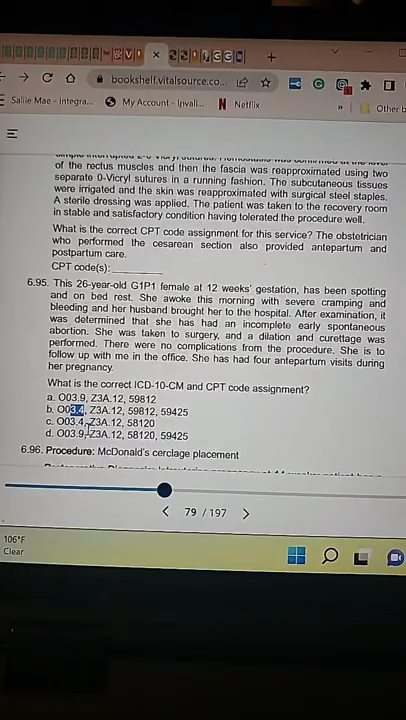 bookshelf.vitalsource.co...
Sallie Mae - Integra... My Account - Invali... Netflix » Other b
of the rectus muscles and then the fascia was reapproximated using two
separate 0-Vicryl sutures in a running fashion. The subcutaneous tissues
were irrigated and the skin was reapproximated with surgical steel staples.
A sterile dressing was applied. The patient was taken to the recovery room
in stable and satisfactory condition having tolerated the procedure well.
What is the correct CPT code assignment for this service? The obstetrician
who performed the cesarean section also provided antepartum and
postpartum care.
CPT code(s): ________
6.95. This 26-year-old G1P1 female at 12 weeks' gestation, has been spotting
and on bed rest. She awoke this morning with severe cramping and
bleeding and her husband brought her to the hospital. After examination, it
was determined that she has had an incomplete early spontaneous
abortion. She was taken to surgery, and a dilation and curettage was
performed. There were no complications from the procedure. She is to
follow up with me in the office. She has had four antepartum visits during
her pregnancy.
What is the correct ICD-10-CM and CPT code assignment?
a. O03.9, Z3A.12, 59812
b. O03.4, Z3A.12, 59812, 59425
c. O03.4, Z3A.12, 58120
d. O03.9, Z3A.12, 58120, 59425
6.96. Procedure: McDonald's cerclage placement
79 / 197
106°F
Clear